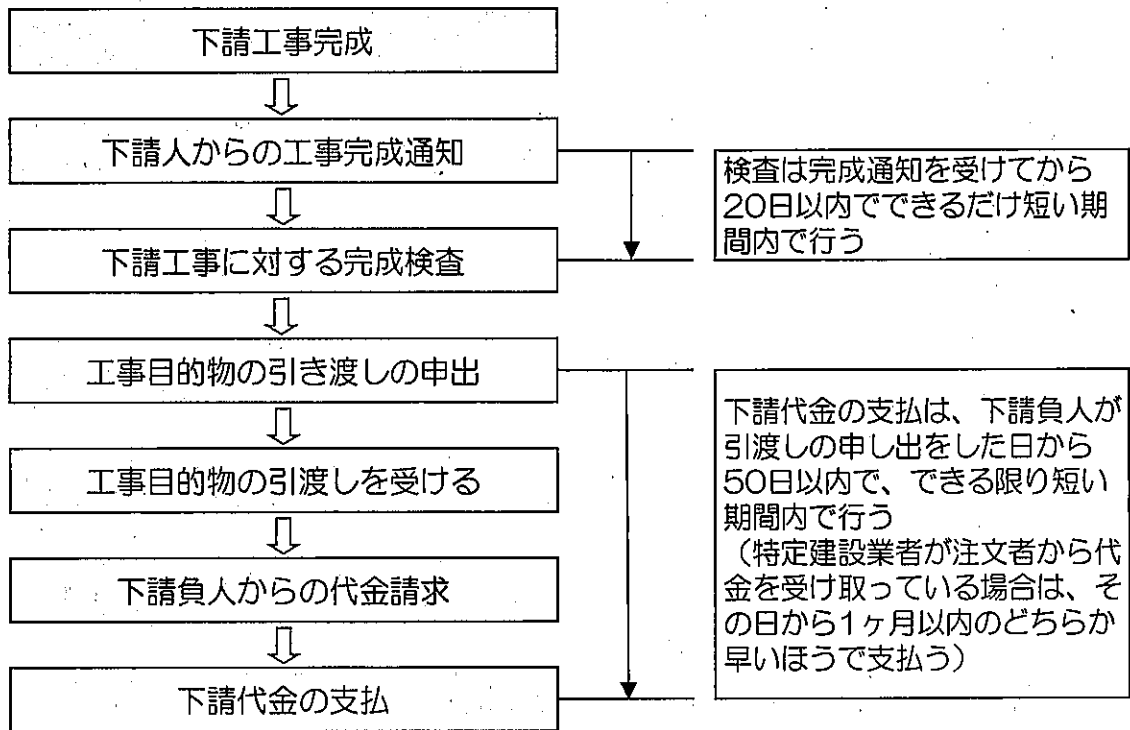 下請工事完成
下請人からの工事完成通知
検査は完成通知を受けてから
20日以内でできるだけ短い期
間内で行う
下請工事に対する完成検査
工事目的物の引き渡しの申出
下請代金の支払は、下請負人が
引渡しの申し出をした日から
50日以内で、できる限り短い
期間内で行う
（特定建設業者が注文者から代
金を受け取っている場合は、そ
の日から1ヶ月以内のどちらか
早いほうで支払う）
工事目的物の引渡しを受ける
下請負人からの代金請求
下請代金の支払